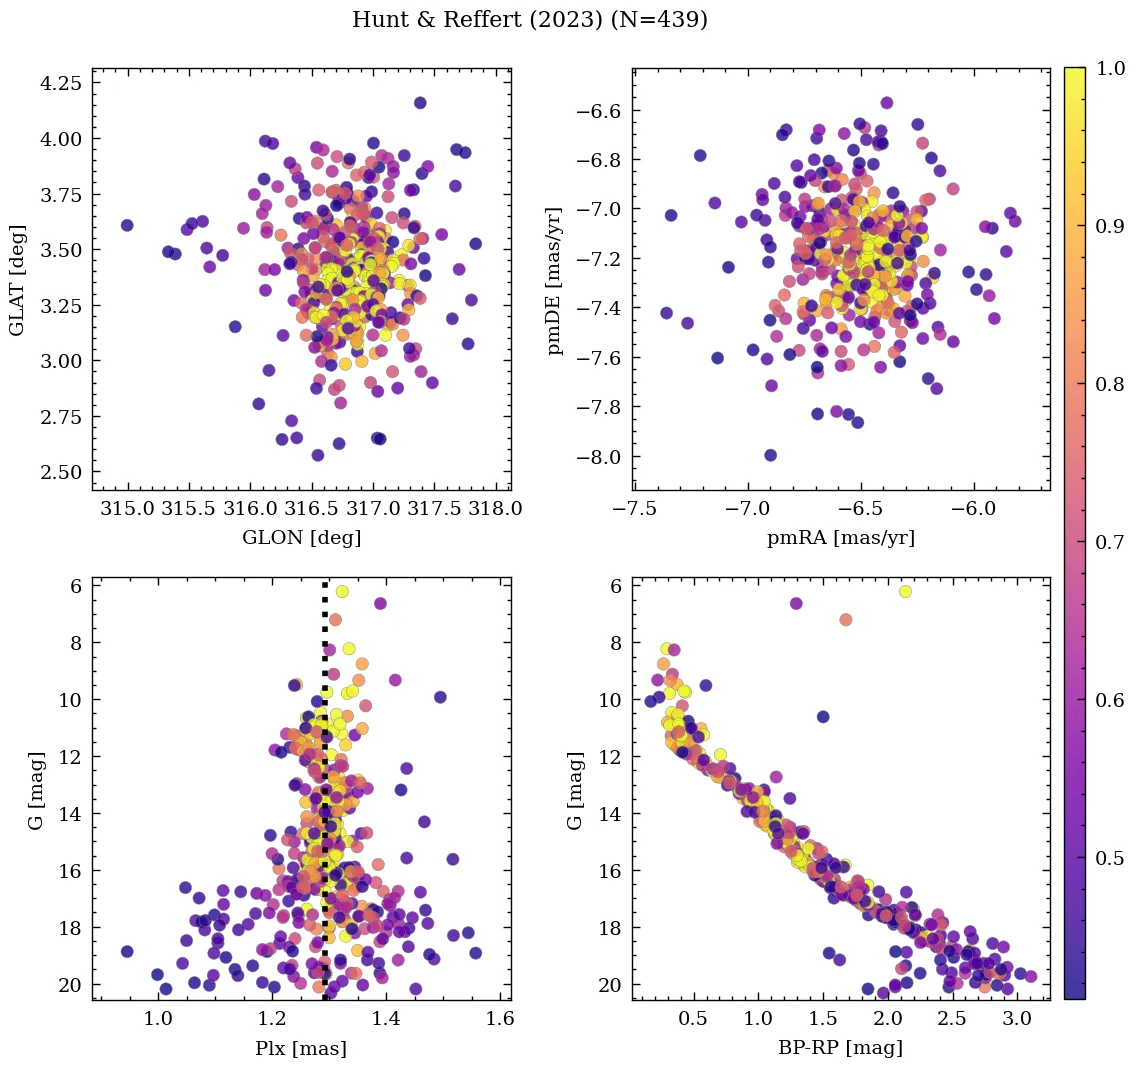 Hunt & Reffert (2023) (N=439)
4.25
4.00
3.75
3.50
3.25
3.00
2.75
2.50
GLAT [deg]
315.0 315.5 316.0 316.5 317.0 317.5 318.0
GLON [deg]
−6.6
−6.8
−7.0
−7.2
−7.4
−7.6
−7.8
−8.0
pmDE [mas/yr]
−7.5 −7.0 −6.5 −6.0
pmRA [mas/yr]
6
8
10
12
14
16
18
20
G [mag]
1.0 1.2 1.4 1.6
Plx [mas]
6
8
10
12
14
16
18
20
G [mag]
0.5 1.0 1.5 2.0 2.5 3.0
BP-RP [mag]
1.0
0.9
0.8
0.7
0.6
0.5